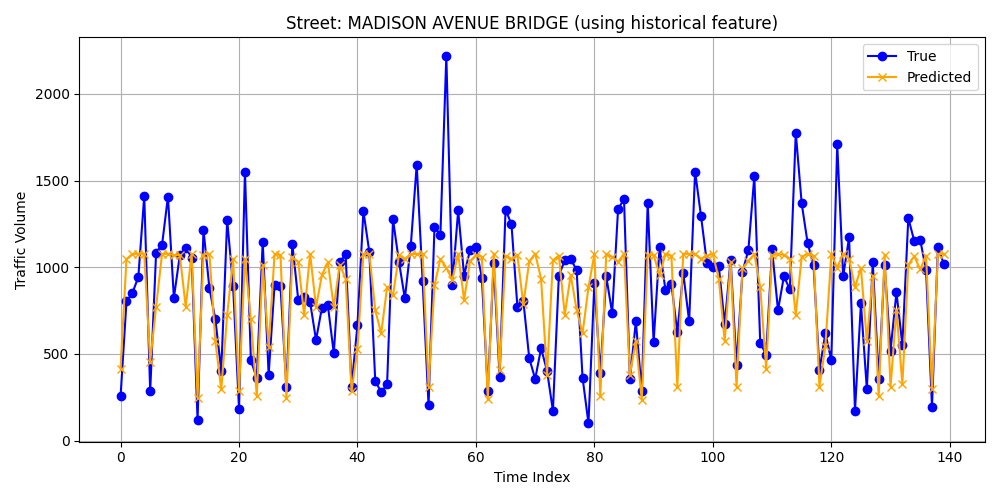 Street: MADISON AVENUE BRIDGE (using historical feature)
True
Predicted
Traffic Volume
2000
1500
1000
500
0
0 20 40 60 80 100 120 140
Time Index